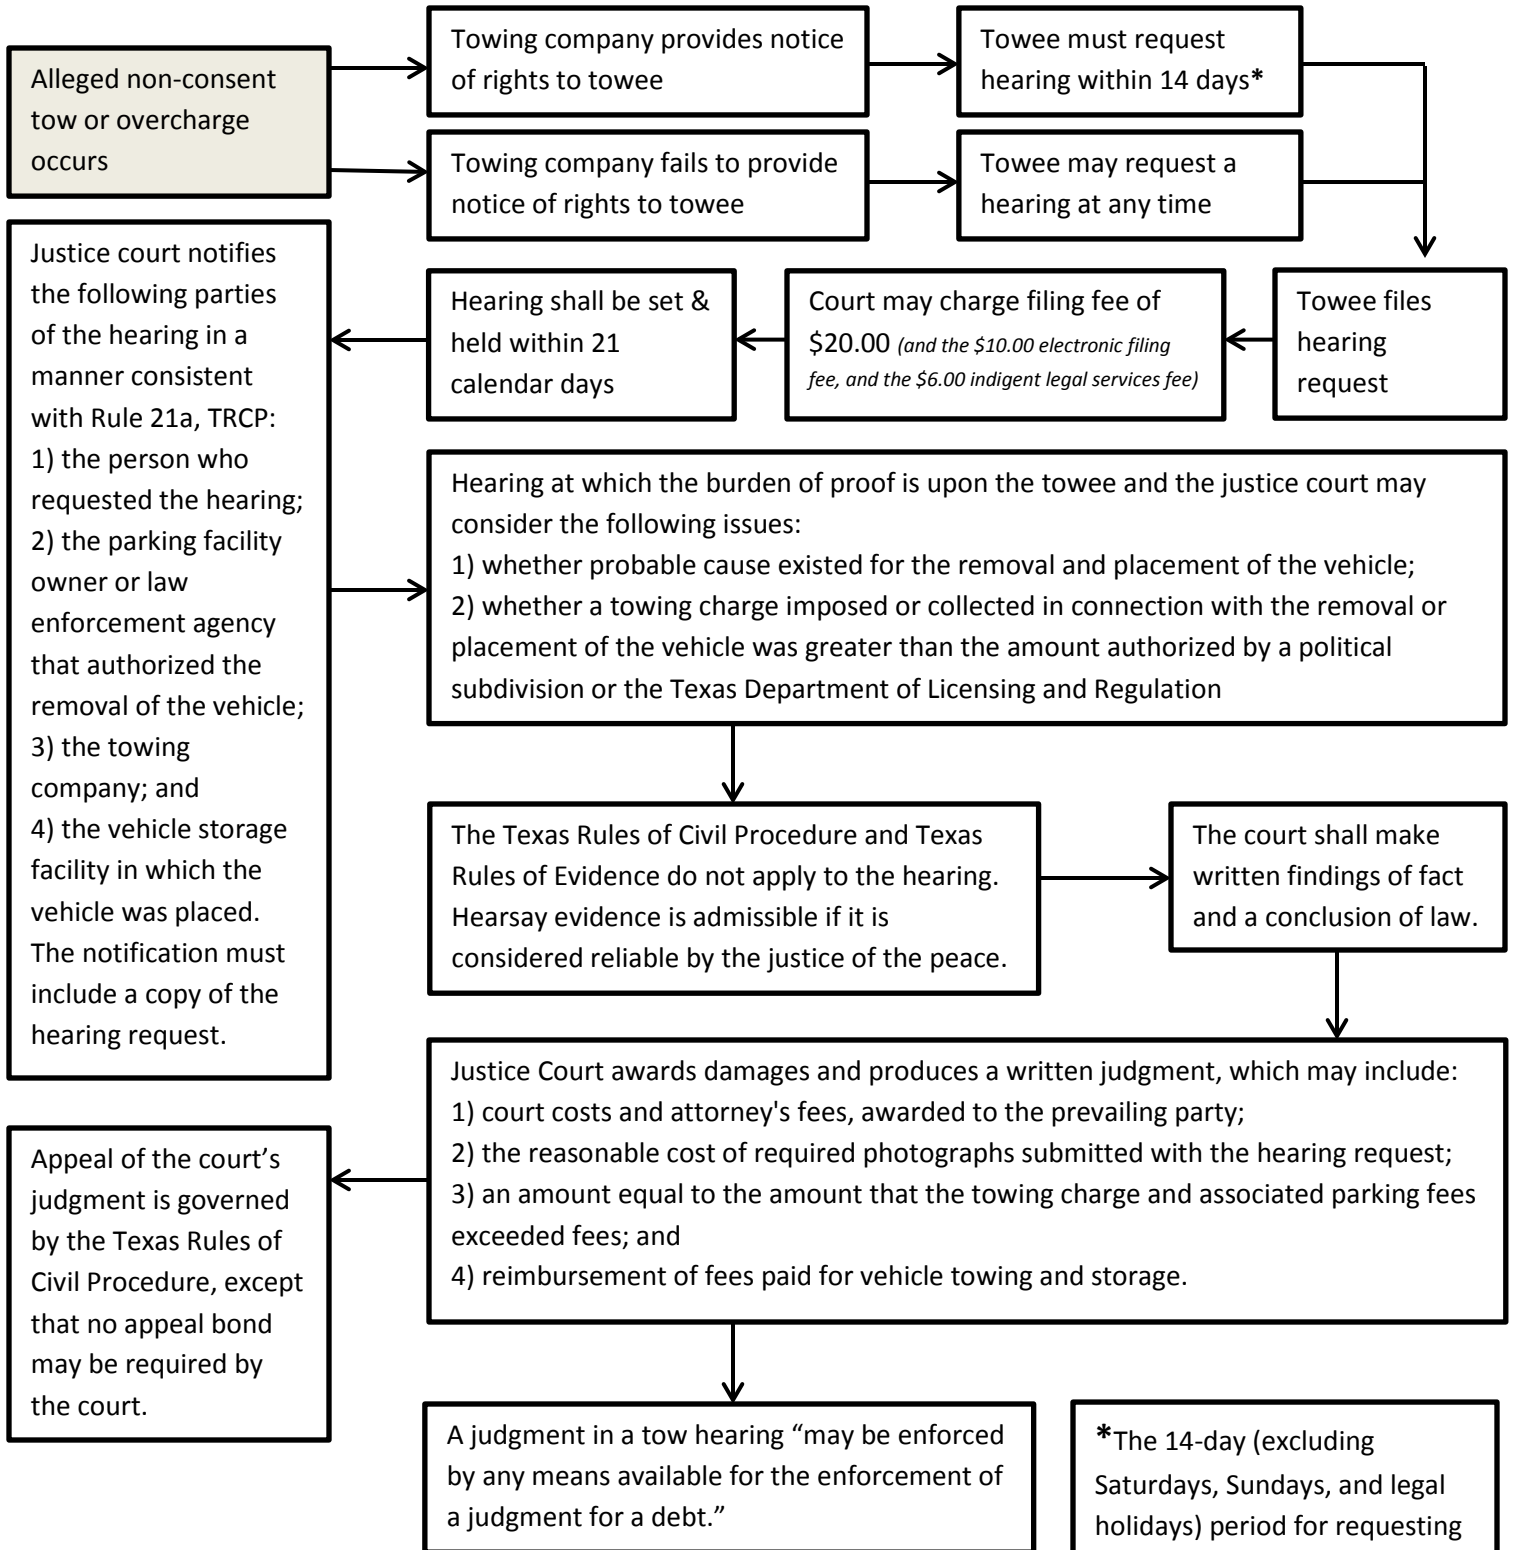 Alleged non-consent
tow or overcharge
occurs
Towing company provides notice
of rights to towee
Towee must request
hearing within 14 days*
Towing company fails to provide
notice of rights to towee
Towee may request a
hearing at any time
Towee files
hearing
request
Court may charge filing fee of
$20.00 (and the $10.00 electronic filing
fee, and the $6.00 indigent legal services fee)
Hearing shall be set &
held within 21
calendar days
Justice court notifies
the following parties
of the hearing in a
manner consistent
with Rule 21a, TRCP:
1) the person who
requested the hearing;
2) the parking facility
owner or law
enforcement agency
that authorized the
removal of the vehicle;
3) the towing
company; and
4) the vehicle storage
facility in which the
vehicle was placed.
The notification must
include a copy of the
hearing request.
Hearing at which the burden of proof is upon the towee and the justice court may
consider the following issues:
1) whether probable cause existed for the removal and placement of the vehicle;
2) whether a towing charge imposed or collected in connection with the removal or
placement of the vehicle was greater than the amount authorized by a political
subdivision or the Texas Department of Licensing and Regulation
The Texas Rules of Civil Procedure and Texas
Rules of Evidence do not apply to the hearing.
Hearsay evidence is admissible if it is
considered reliable by the justice of the peace.
The court shall make
written findings of fact
and a conclusion of law.
Justice Court awards damages and produces a written judgment, which may include:
1) court costs and attorney's fees, awarded to the prevailing party;
2) the reasonable cost of required photographs submitted with the hearing request;
3) an amount equal to the amount that the towing charge and associated parking fees
exceeded fees; and
4) reimbursement of fees paid for vehicle towing and storage.
Appeal of the court’s
judgment is governed
by the Texas Rules of
Civil Procedure, except
that no appeal bond
may be required by
the court.
A judgment in a tow hearing “may be enforced
by any means available for the enforcement of
a judgment for a debt.”
*The 14-day (excluding
Saturdays, Sundays, and legal
holidays) period for requesting